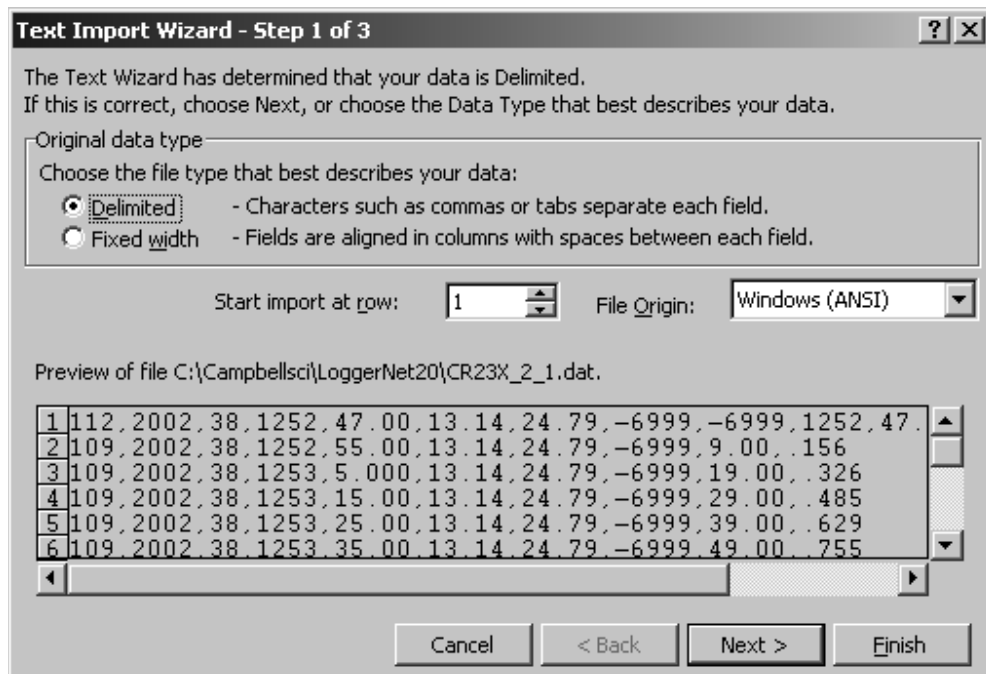 Text Import Wizard - Step 1 of 3
The Text Wizard has determined that your data is Delimited.
If this is correct, choose Next, or choose the Data Type that best describes your data.
Original data type
Choose the file type that best describes your data:
Delimited - Characters such as commas or tabs separate each field.
Fixed width - Fields are aligned in columns with spaces between each field.
Start import at row: 1 File Origin: Windows (ANSI)
Preview of file C:\Campbellsci\LoggerNet20\CR23X_2_1.dat.
1 112,2002,38,1252,47.00,13.14,24.79,-6999,-6999,1252,47.
2 109,2002,38,1252,55.00,13.14,24.79,-6999,9.00,.156
3 109,2002,38,1253,5.000,13.14,24.79,-6999,19.00,.326
4 109,2002,38,1253,15.00,13.14,24.79,-6999,29.00,.485
5 109,2002,38,1253,25.00,13.14,24.79,-6999,39.00,.629
6 109,2002,38,1253,35.00,13.14,24.79,-6999,49.00,.755
Cancel < Back Next > Finish